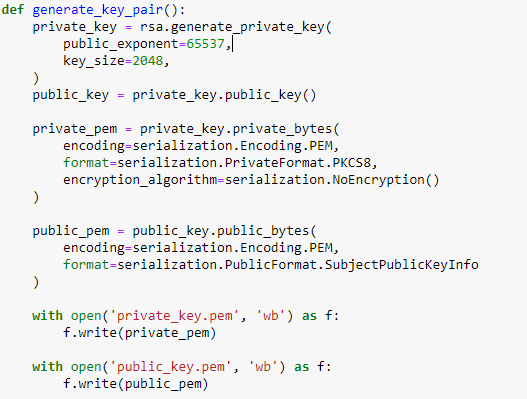 def generate_key_pair():
    private_key = rsa.generate_private_key(
        public_exponent=65537,
        key_size=2048,
    )
    public_key = private_key.public_key()

    private_pem = private_key.private_bytes(
        encoding=serialization.Encoding.PEM,
        format=serialization.PrivateFormat.PKCS8,
        encryption_algorithm=serialization.NoEncryption()
    )

    public_pem = public_key.public_bytes(
        encoding=serialization.Encoding.PEM,
        format=serialization.PublicFormat.SubjectPublicKeyInfo
    )

    with open('private_key.pem', 'wb') as f:
        f.write(private_pem)

    with open('public_key.pem', 'wb') as f:
        f.write(public_pem)